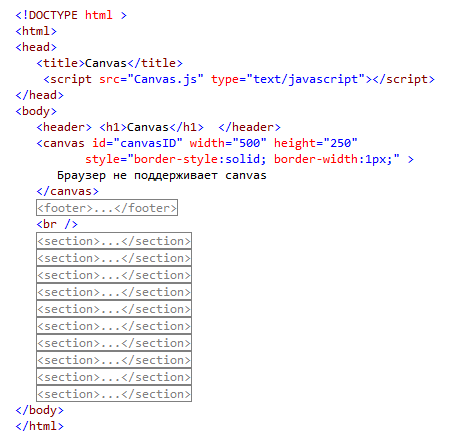 <!DOCTYPE html >
<html>
<head>
<title>Canvas</title>
<script src="Canvas.js" type="text/javascript"></script>
</head>
<body>
<header> <h1>Canvas</h1>  </header>
<canvas id="canvasID" width="500" height="250"
style="border-style:solid; border-width:1px;" >
Браузер не поддерживает canvas
</canvas>
<footer>...</footer>
<br />
<section>...</section>
<section>...</section>
<section>...</section>
<section>...</section>
<section>...</section>
<section>...</section>
<section>...</section>
<section>...</section>
<section>...</section>
<section>...</section>
</body>
</html>